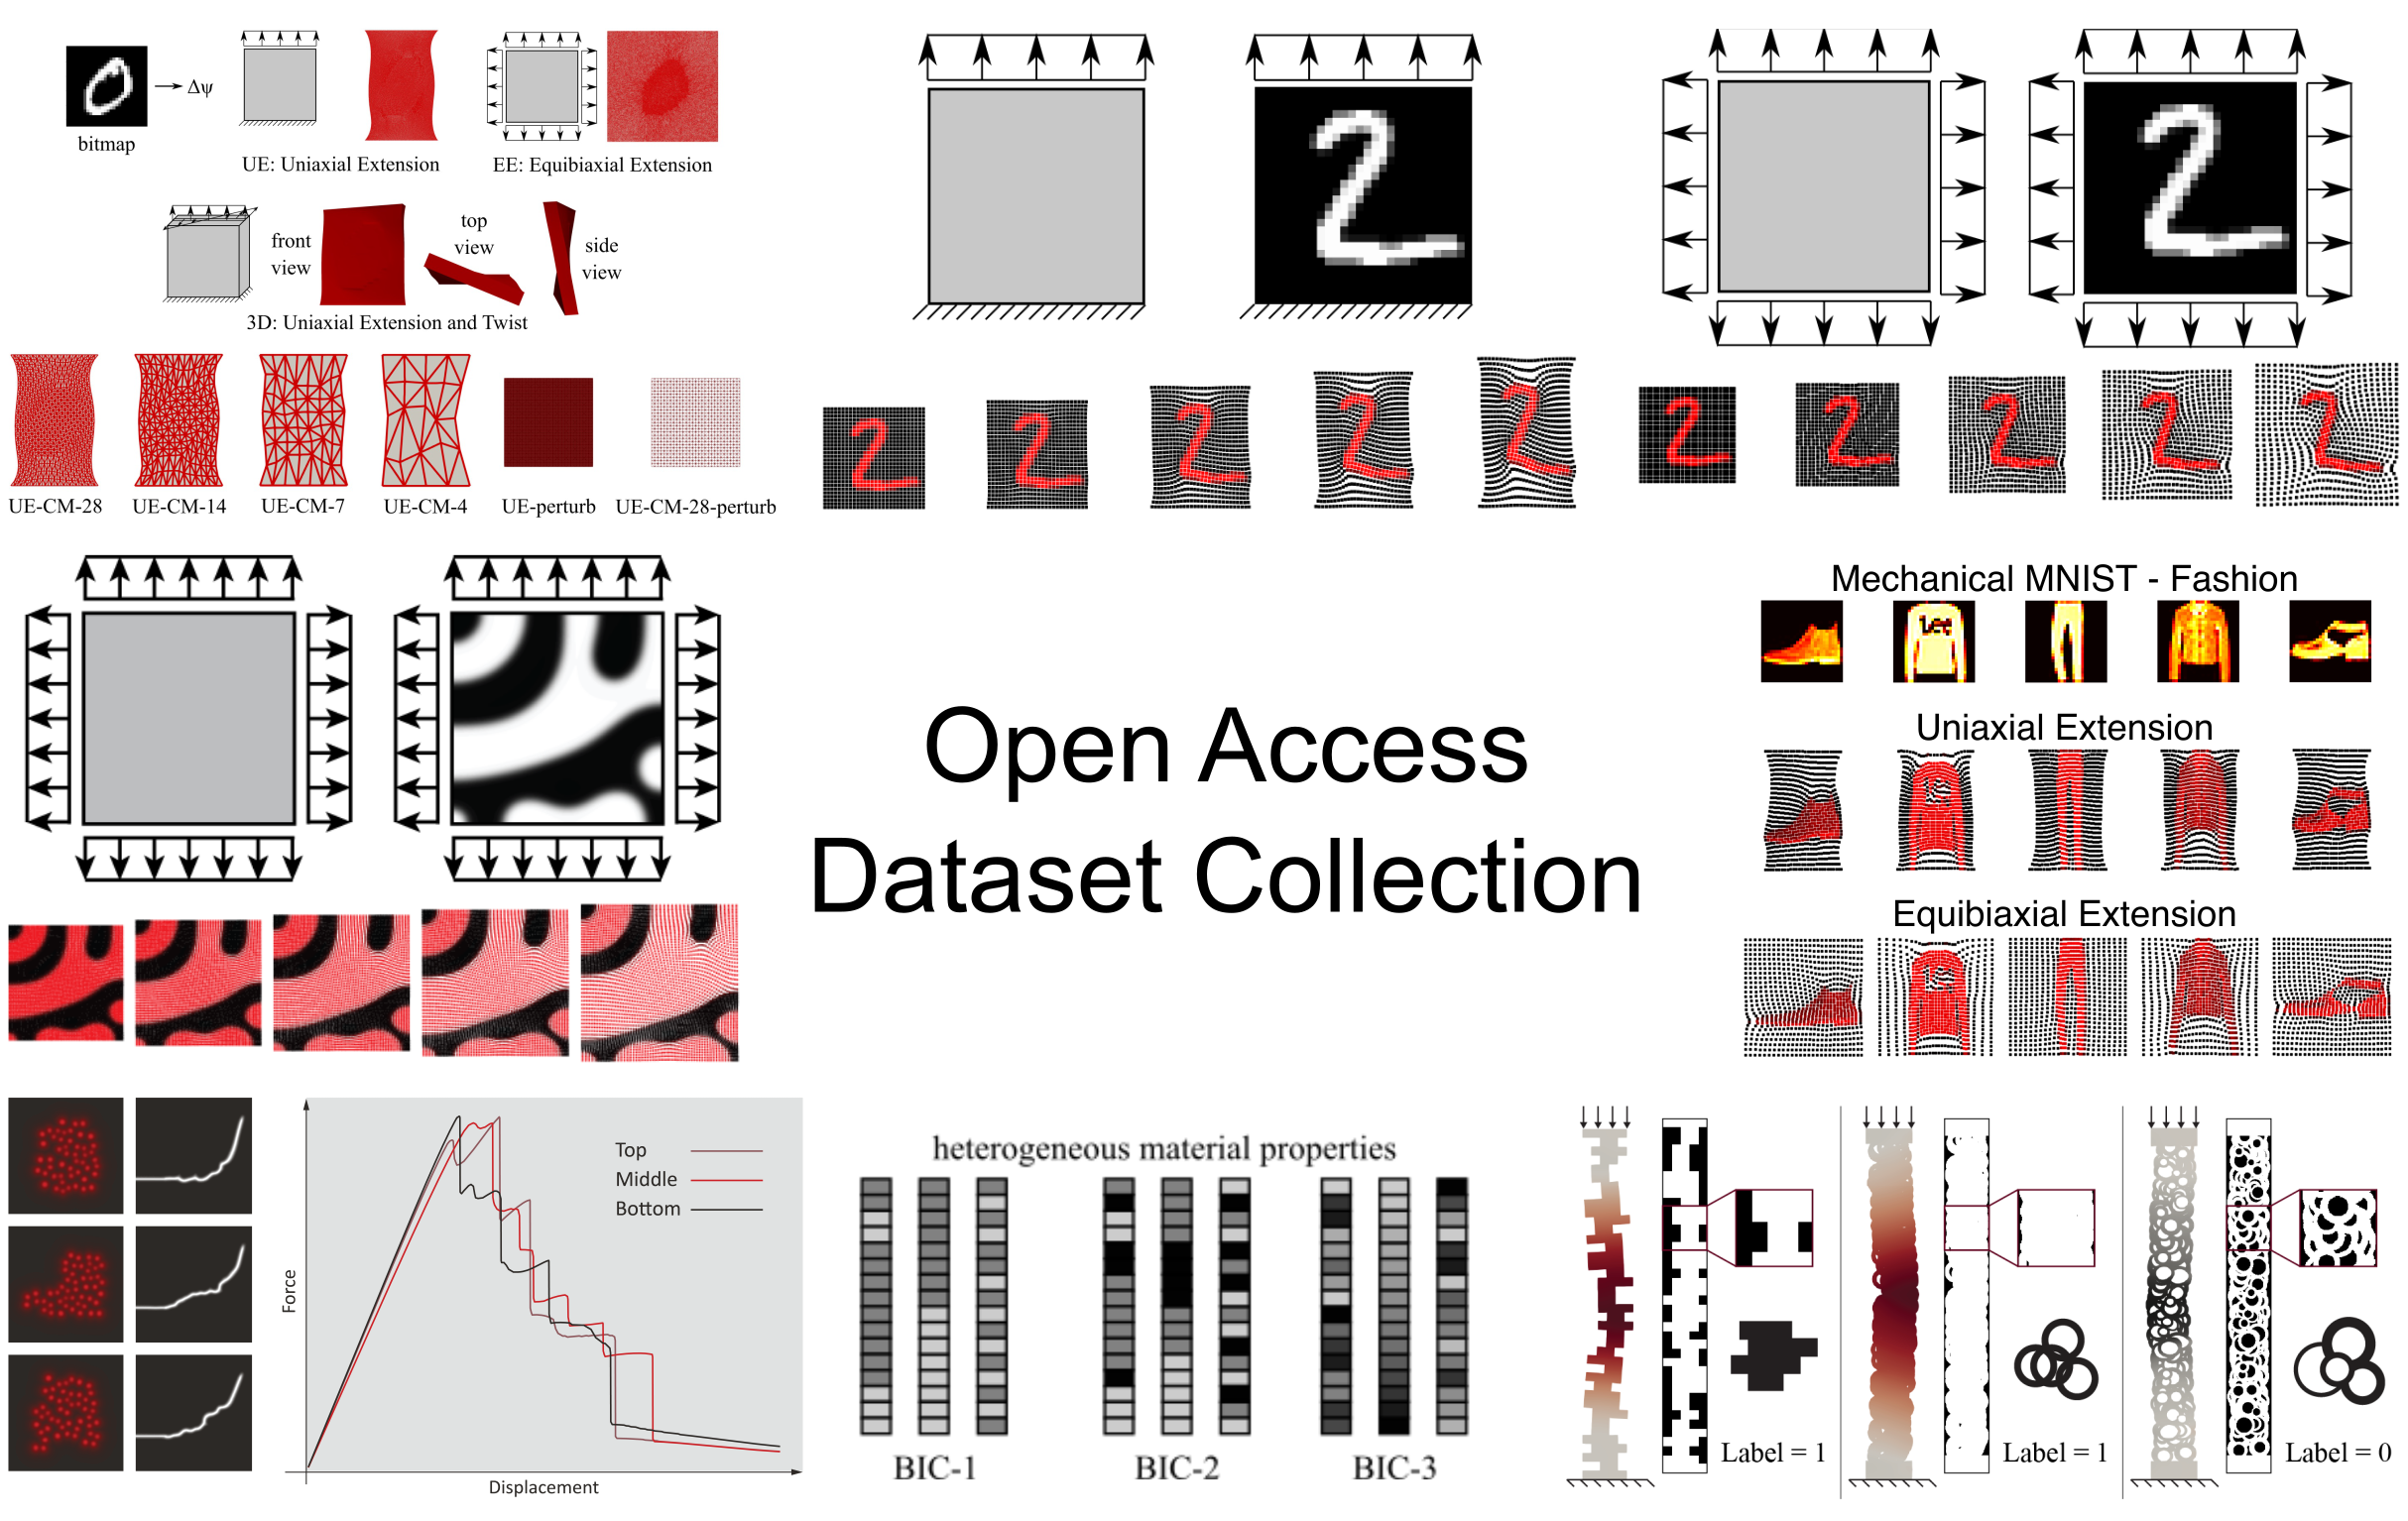 bitmap
Δψ
UE: Uniaxial Extension
EE: Equibiaxial Extension
front
view
top
view
side
view
3D: Uniaxial Extension and Twist
UE-CM-28
UE-CM-14
UE-CM-7
UE-CM-4
UE-perturb
UE-CM-28-perturb
Mechanical MNIST - Fashion
Uniaxial Extension
Equibiaxial Extension
Open Access
Dataset Collection
Force
Top
Middle
Bottom
Displacement
heterogeneous material properties
BIC-1
BIC-2
BIC-3
Label = 1
Label = 1
Label = 0